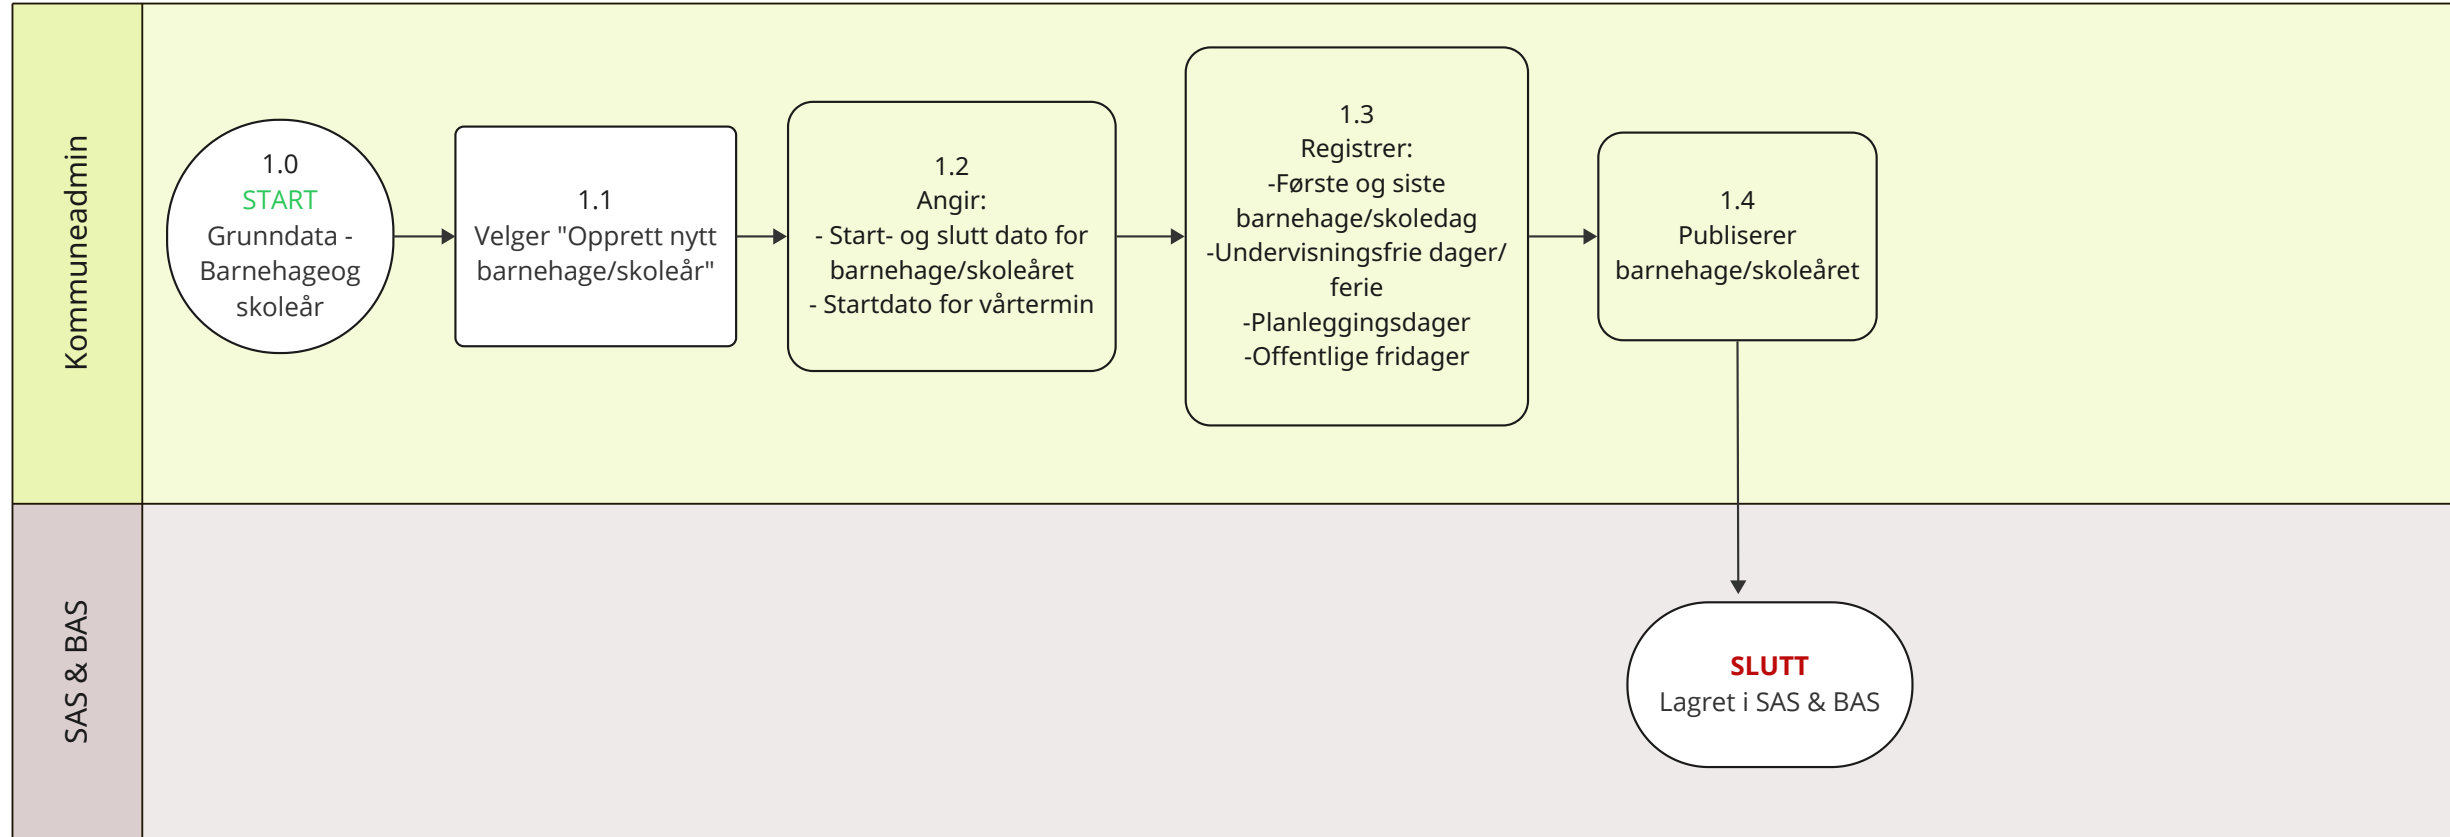 Kommuneadmin
1.0
START
Grunndata -
Barnehageog
skoleår
1.1
Velger "Opprett nytt
barnehage/skoleår"
1.2
Angir:
- Start- og slutt dato for
barnehage/skoleåret
- Startdato for vårtermin
1.3
Registrer:
-Første og siste
barnehage/skoledag
-Undervisningsfrie dager/
ferie
-Planleggingsdager
-Offentlige fridager
1.4
Publiserer
barnehage/skoleåret
SAS & BAS
SLUTT
Lagret i SAS & BAS